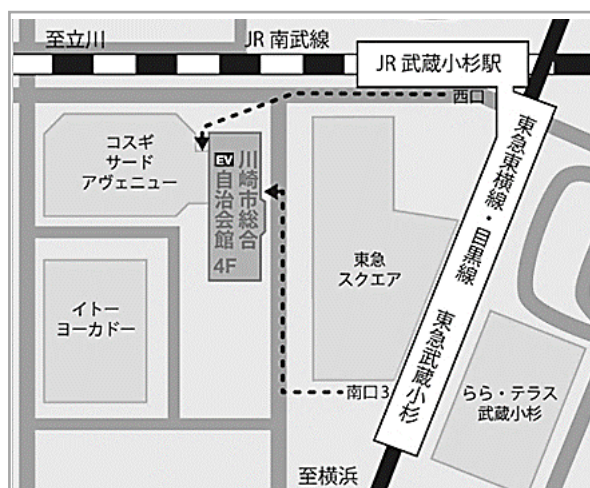 至立川
JR 南武線
JR 武蔵小杉駅
西口
コスギ
サード
アヴェニュー
EV
川崎市総合
自治会館
4F
東急
スクエア
東急東横線・目黒線
東急武蔵小杉
イトー
ヨーカドー
南口3
らら・テラス
武蔵小杉
至横浜